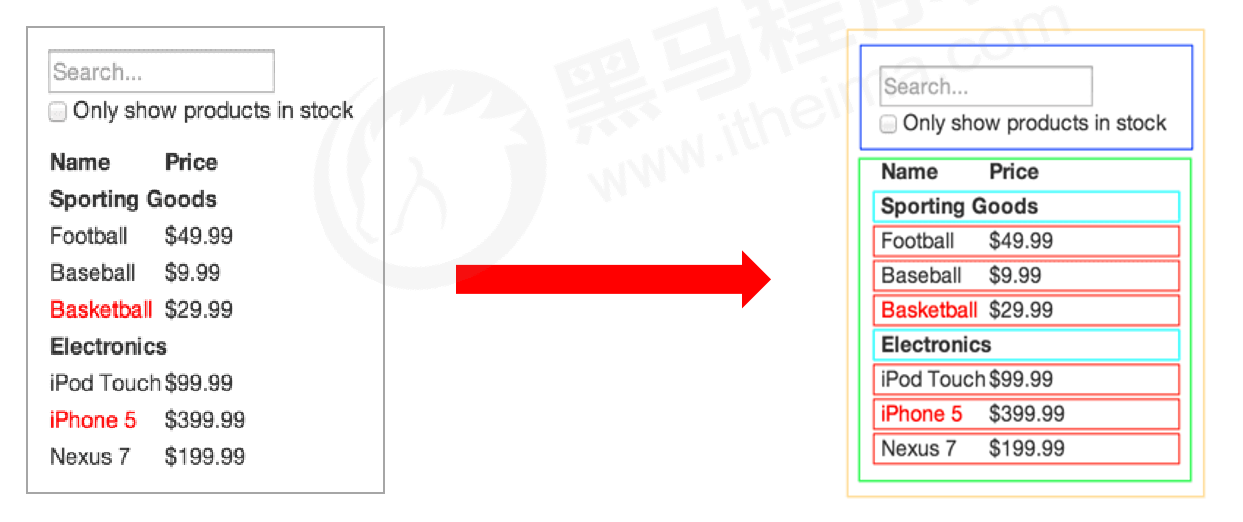 Search...
Only show products in stock
Name Price
Sporting Goods
Football $49.99
Baseball $9.99
Basketball $29.99
Electronics
iPod Touch $99.99
iPhone 5 $399.99
Nexus 7 $199.99
黑马程序员
www.itheima.com
Search...
Only show products in stock
Name Price
Sporting Goods
Football $49.99
Baseball $9.99
Basketball $29.99
Electronics
iPod Touch $99.99
iPhone 5 $399.99
Nexus 7 $199.99